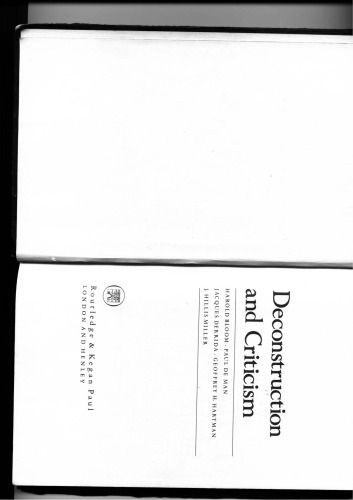 Deconstruction
and Criticism
HAROLD BLOOM · PAUL DE MAN
JACQUES DERRIDA · GEOFFREY H. HARTMAN
J. HILLIS MILLER
Routledge & Kegan Paul
LONDON AND HENLEY